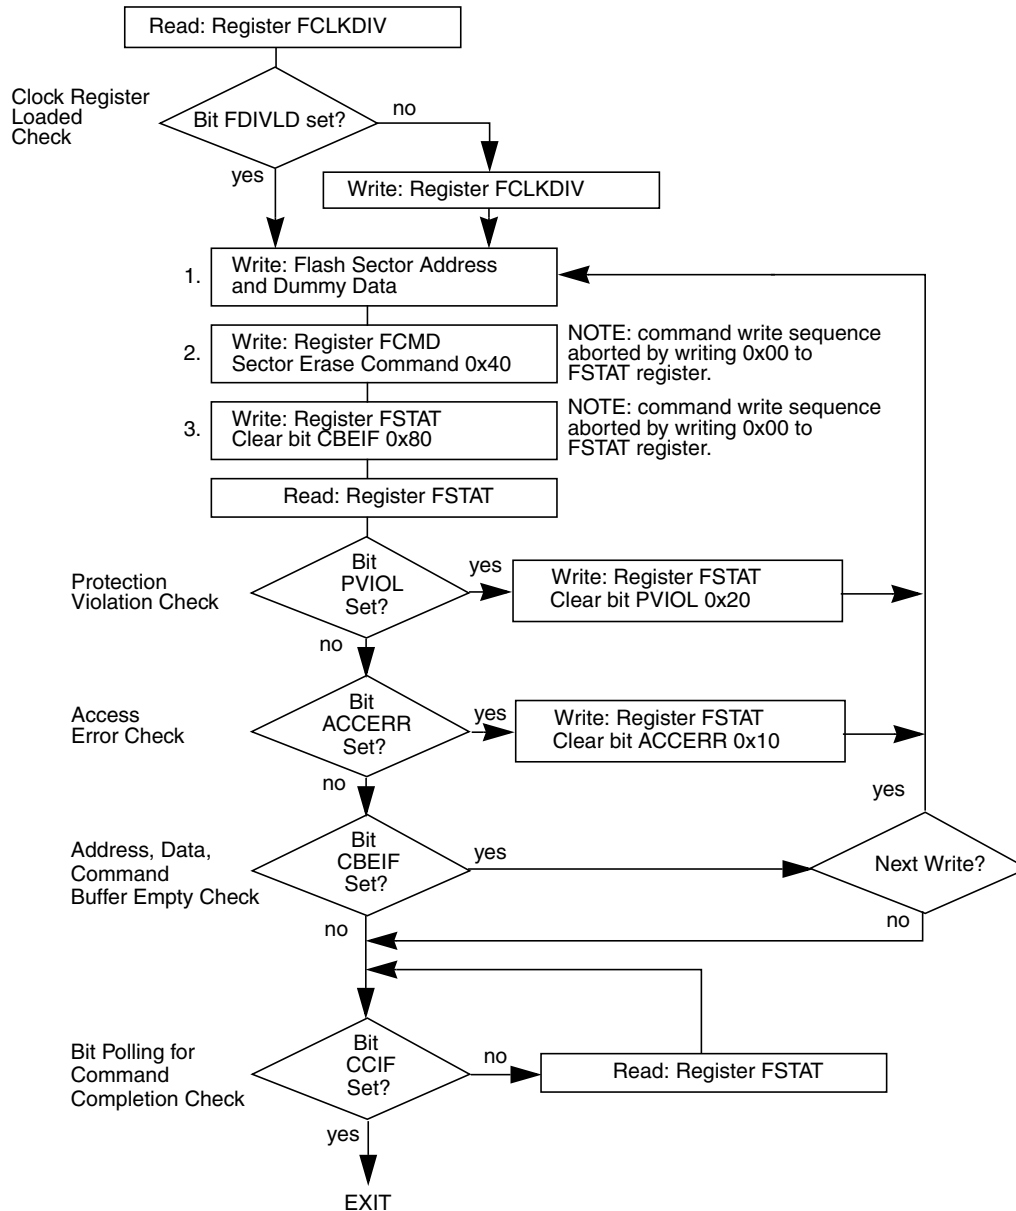 Read: Register FCLKDIV
Clock Register
Loaded
Check
Bit FDIVLD set?
no
yes
Write: Register FCLKDIV
1.
Write: Flash Sector Address
and Dummy Data
2.
Write: Register FCMD
Sector Erase Command 0x40
NOTE: command write sequence
aborted by writing 0x00 to
FSTAT register.
3.
Write: Register FSTAT
Clear bit CBEIF 0x80
NOTE: command write sequence
aborted by writing 0x00 to
FSTAT register.
Read: Register FSTAT
Protection
Violation Check
Bit
PVIOL
Set?
yes
Write: Register FSTAT
Clear bit PVIOL 0x20
no
Access
Error Check
Bit
ACCERR
Set?
yes
Write: Register FSTAT
Clear bit ACCERR 0x10
no
yes
Address, Data,
Command
Buffer Empty Check
Bit
CBEIF
Set?
yes
Next Write?
no
no
Bit Polling for
Command
Completion Check
Bit
CCIF
Set?
no
Read: Register FSTAT
yes
EXIT